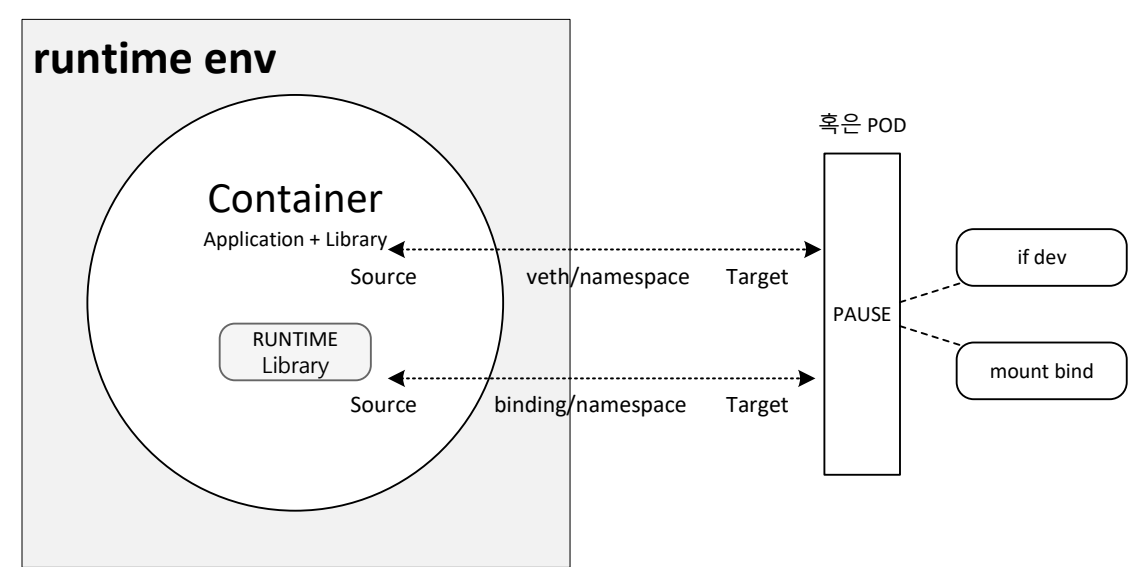 runtime env
혹은 POD
Container
Application + Library
Source veth/namespace Target
if dev
PAUSE
RUNTIME
Library
mount bind
Source binding/namespace Target